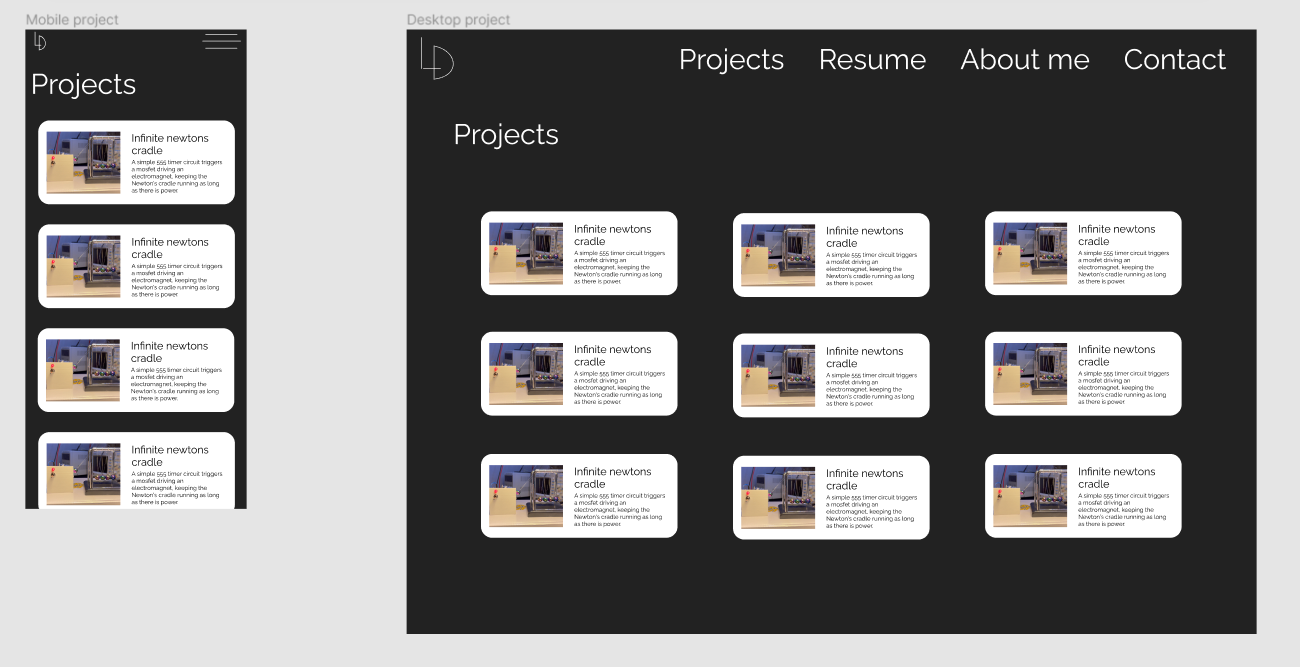 Mobile project
Desktop project
LD
Projects
Infinite newtons
cradle
A simple 555 timer circuit triggers
a mosfet driving an
electromagnet, keeping the
Newton's cradle running as long
as there is power.
Infinite newtons
cradle
A simple 555 timer circuit triggers
a mosfet driving an
electromagnet, keeping the
Newton's cradle running as long
as there is power.
Infinite newtons
cradle
A simple 555 timer circuit triggers
a mosfet driving an
electromagnet, keeping the
Newton's cradle running as long
as there is power.
Infinite newtons
cradle
A simple 555 timer circuit triggers
a mosfet driving an
electromagnet, keeping the
Newton's cradle running as long
as there is power
LD
Projects Resume About me Contact
Projects
Infinite newtons
cradle
A simple 555 timer circuit triggers
a mosfet driving an
electromagnet, keeping the
Newton's cradle running as long
as there is power.
Infinite newtons
cradle
A simple 555 timer circuit triggers
a mosfet driving an
electromagnet, keeping the
Newton's cradle running as long
as there is power.
Infinite newtons
cradle
A simple 555 timer circuit triggers
a mosfet driving an
electromagnet, keeping the
Newton's cradle running as long
as there is power.
Infinite newtons
cradle
A simple 555 timer circuit triggers
a mosfet driving an
electromagnet, keeping the
Newton's cradle running as long
as there is power.
Infinite newtons
cradle
A simple 555 timer circuit triggers
a mosfet driving an
electromagnet, keeping the
Newton's cradle running as long
as there is power.
Infinite newtons
cradle
A simple 555 timer circuit triggers
a mosfet driving an
electromagnet, keeping the
Newton's cradle running as long
as there is power.
Infinite newtons
cradle
A simple 555 timer circuit triggers
a mosfet driving an
electromagnet, keeping the
Newton's cradle running as long
as there is power.
Infinite newtons
cradle
A simple 555 timer circuit triggers
a mosfet driving an
electromagnet, keeping the
Newton's cradle running as long
as there is power.
Infinite newtons
cradle
A simple 555 timer circuit triggers
a mosfet driving an
electromagnet, keeping the
Newton's cradle running as long
as there is power.